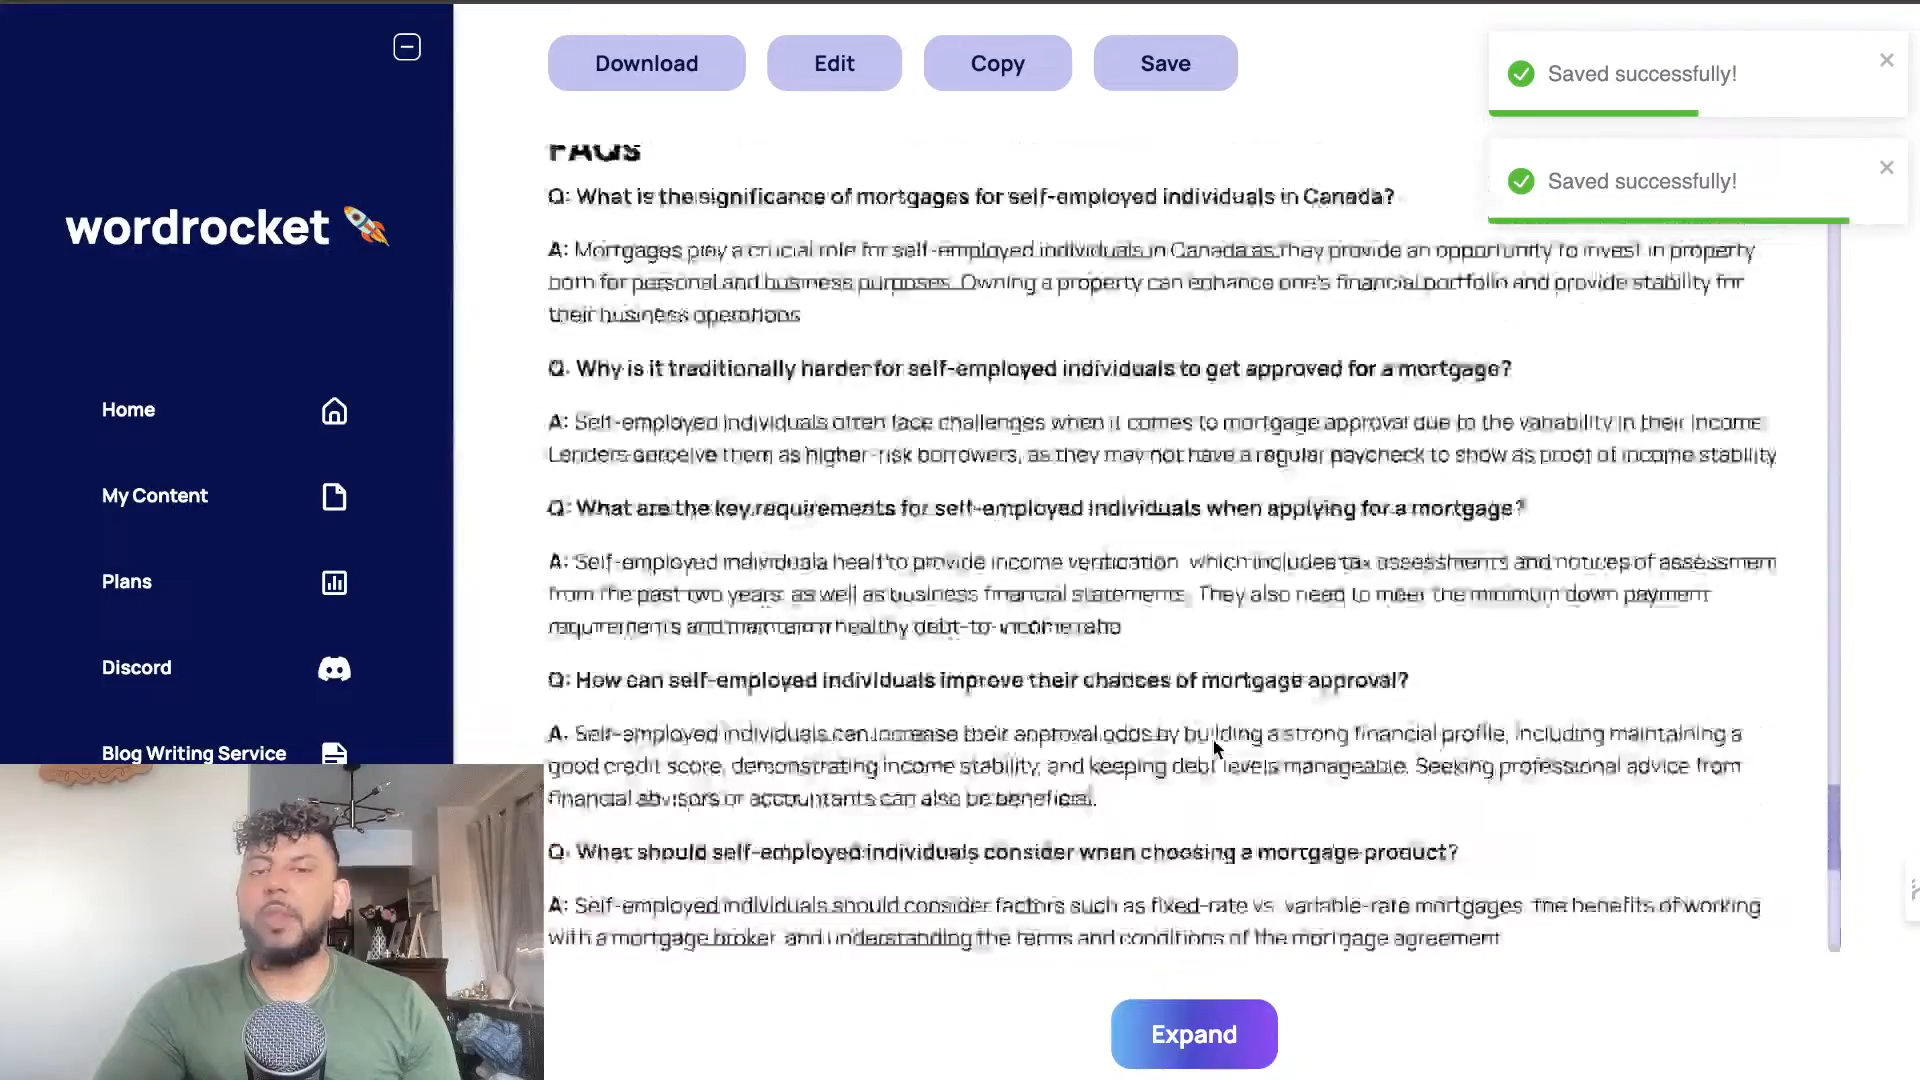 Download
Edit
Copy
Save
Saved successfully!
Saved successfully!
wordrocket
Home
My Content
Plans
Discord
Blog Writing Service
FAQs
Q: What is the significance of mortgages for self-employed individuals in Canada?
A: Mortgages play a crucial role for self-employed individuals in Canada as they provide an opportunity to invest in property
both for personal and business purposes. Owning a property can enhance one's financial portfolio and provide stability for
their business operations
Q: Why is it traditionally harder for self-employed individuals to get approved for a mortgage?
A: Self-employed individuals often face challenges when it comes to mortgage approval due to the variability in their income
Lenders perceive them as higher-risk borrowers, as they may not have a regular paycheck to show as proof of income stability
Q: What are the key requirements for self-employed individuals when applying for a mortgage?
A: Self-employed individuals to provide income verification, which includes tax assessments and notices of assessment
from the past two years, as well as business financial statements. They also need to meet the minimum down payment
requirements and maintain a healthy debt-to-income ratio
Q: How can self-employed individuals improve their chances of mortgage approval?
A: Self-employed individuals can increase their approval odds by building a strong financial profile, including maintaining a
good credit score, demonstrating income stability, and keeping debt levels manageable. Seeking professional advice from
financial advisors or accountants can also be beneficial.
Q: What should self-employed individuals consider when choosing a mortgage product?
A: Self-employed individuals should consider factors such as fixed-rate vs. variable-rate mortgages, the benefits of working
with a mortgage broker, and understanding the terms and conditions of the mortgage agreement
Expand